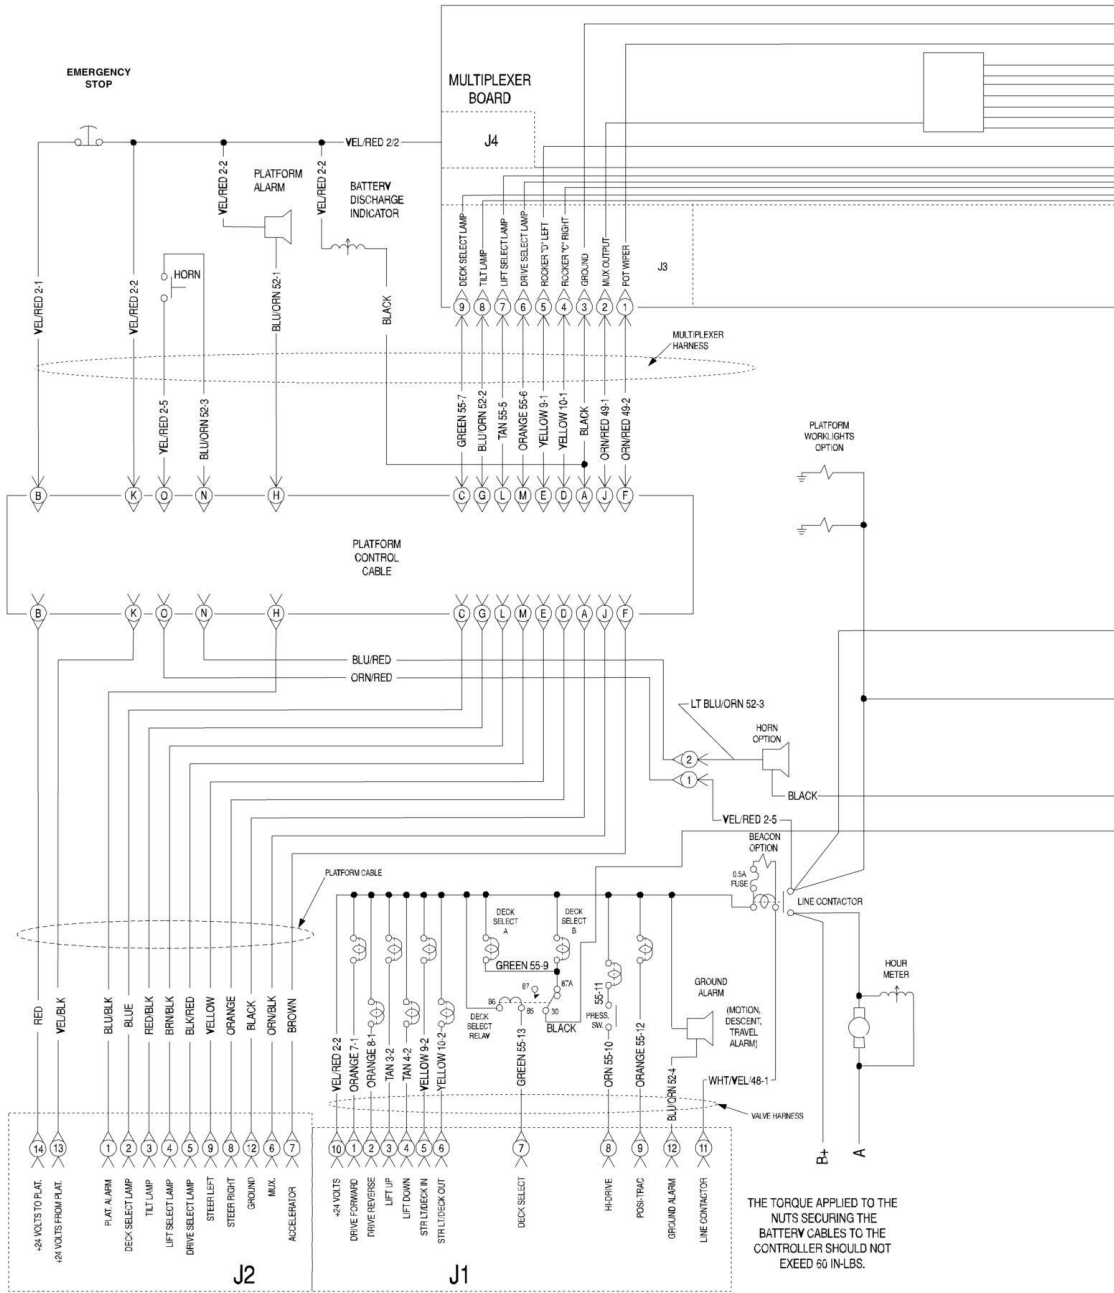 EMERGENCY
STOP
MULTIPLEXER
BOARD
J4
YEL/RED 2/2
YEL/RED 2-2
PLATFORM
ALARM
YEL/RED 2-2
BATTERY
DISCHARGE
INDICATOR
DECK SELECT LAMP
TILT LAMP
LIFT SELECT LAMP
DRIVE SELECT LAMP
ROCKER "D" LEFT
ROCKER "C" RIGHT
GROUND
MUX OUTPUT
POT WIPER
J3
HORN
YEL/RED 2-1
YEL/RED 2-2
BLU/ORN 52-1
BLACK
9 8 7 6 5 4 3 2 1
MULTIPLEXER
HARNESS
YEL/RED 2-5
BLU/ORN 52-3
GREEN 55-7
BLU/ORN 52-2
TAN 55-5
ORANGE 55-6
YELLOW 9-1
YELLOW 10-1
BLACK
ORN/RED 49-1
ORN/RED 49-2
PLATFORM
WORKLIGHTS
OPTION
B K O N H C G L M E D A J F
PLATFORM
CONTROL
CABLE
B K O N H C G L M E D A J F
BLU/RED
ORN/RED
LT BLU/ORN 52-3
HORN
OPTION
2
1
BLACK
YEL/RED 2-5
BEACON
OPTION
0.5A
FUSE
LINE CONTACTOR
PLATFORM CABLE
DECK
SELECT
A
DECK
SELECT
B
GREEN 55-9
87
87A
86
85
30
DECK
SELECT
RELAY
BLACK
55-11
PRESS.
SW.
GROUND
ALARM
(MOTION,
DESCENT,
TRAVEL
ALARM)
HOUR
METER
RED
YEL/BLK
BLU/BLK
BLUE
RED/BLK
BRN/BLK
BLK/RED
YELLOW
ORANGE
BLACK
ORN/BLK
BROWN
YEL/RED 2-2
ORANGE 7-1
ORANGE 8-1
TAN 3-2
TAN 4-2
YELLOW 9-2
YELLOW 10-2
GREEN 55-13
ORN 55-10
ORANGE 55-12
BLU/ORN 52-4
WHT/YEL/48-1
VALVE HARNESS
14 13 1 2 3 4 5 9 8 12 6 7
10 1 2 3 4 5 6 7 8 9 12 11
B+
A
+24 VOLTS TO PLAT.
+24 VOLTS FROM PLAT.
PLAT. ALARM
DECK SELECT LAMP
TILT LAMP
LIFT SELECT LAMP
DRIVE SELECT LAMP
STEER LEFT
STEER RIGHT
GROUND
MUX.
ACCELERATOR
+24 VOLTS
DRIVE FORWARD
DRIVE REVERSE
LIFT UP
LIFT DOWN
STR LT/DECK IN
STR LT/DECK OUT
DECK SELECT
HI-DRIVE
POSI-TRAC
GROUND ALARM
LINE CONTACTOR
J2
J1
THE TORQUE APPLIED TO THE
NUTS SECURING THE
BATTERY CABLES TO THE
CONTROLLER SHOULD NOT
EXEED 60 IN-LBS.